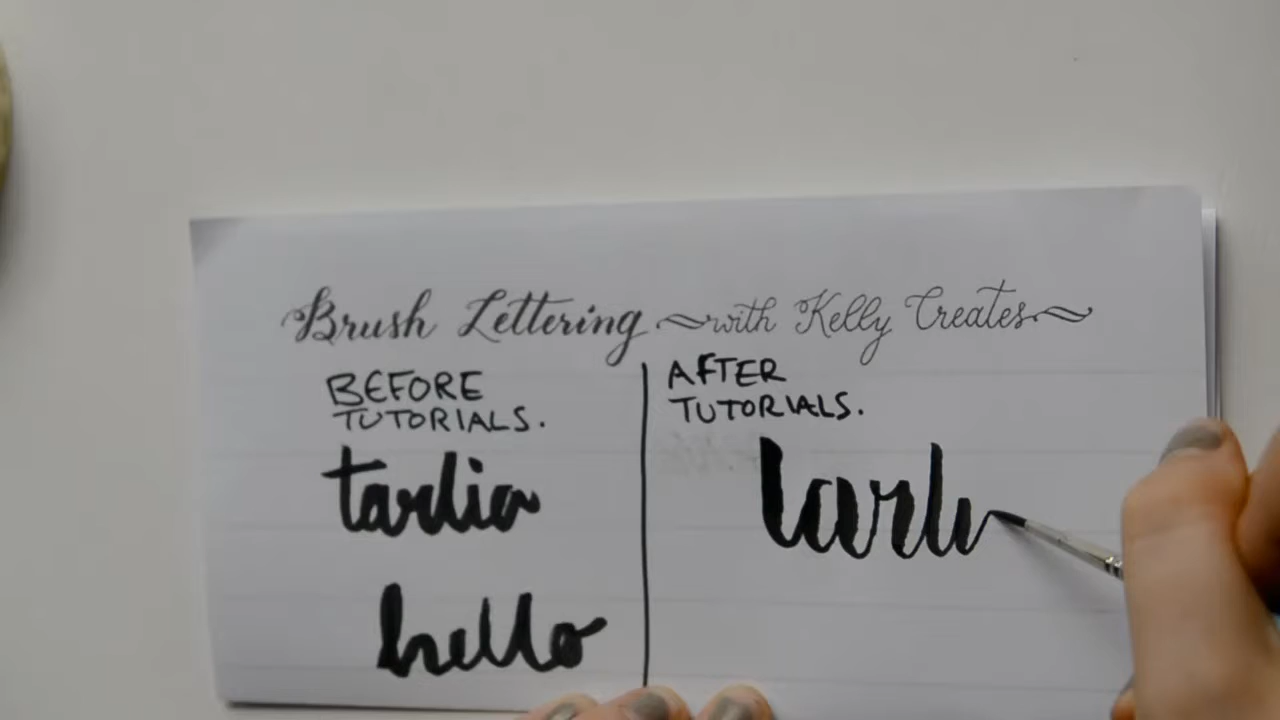 Brush Lettering with Kelly Creates
BEFORE
TUTORIALS.
tarlia
hello
AFTER
TUTORIALS.